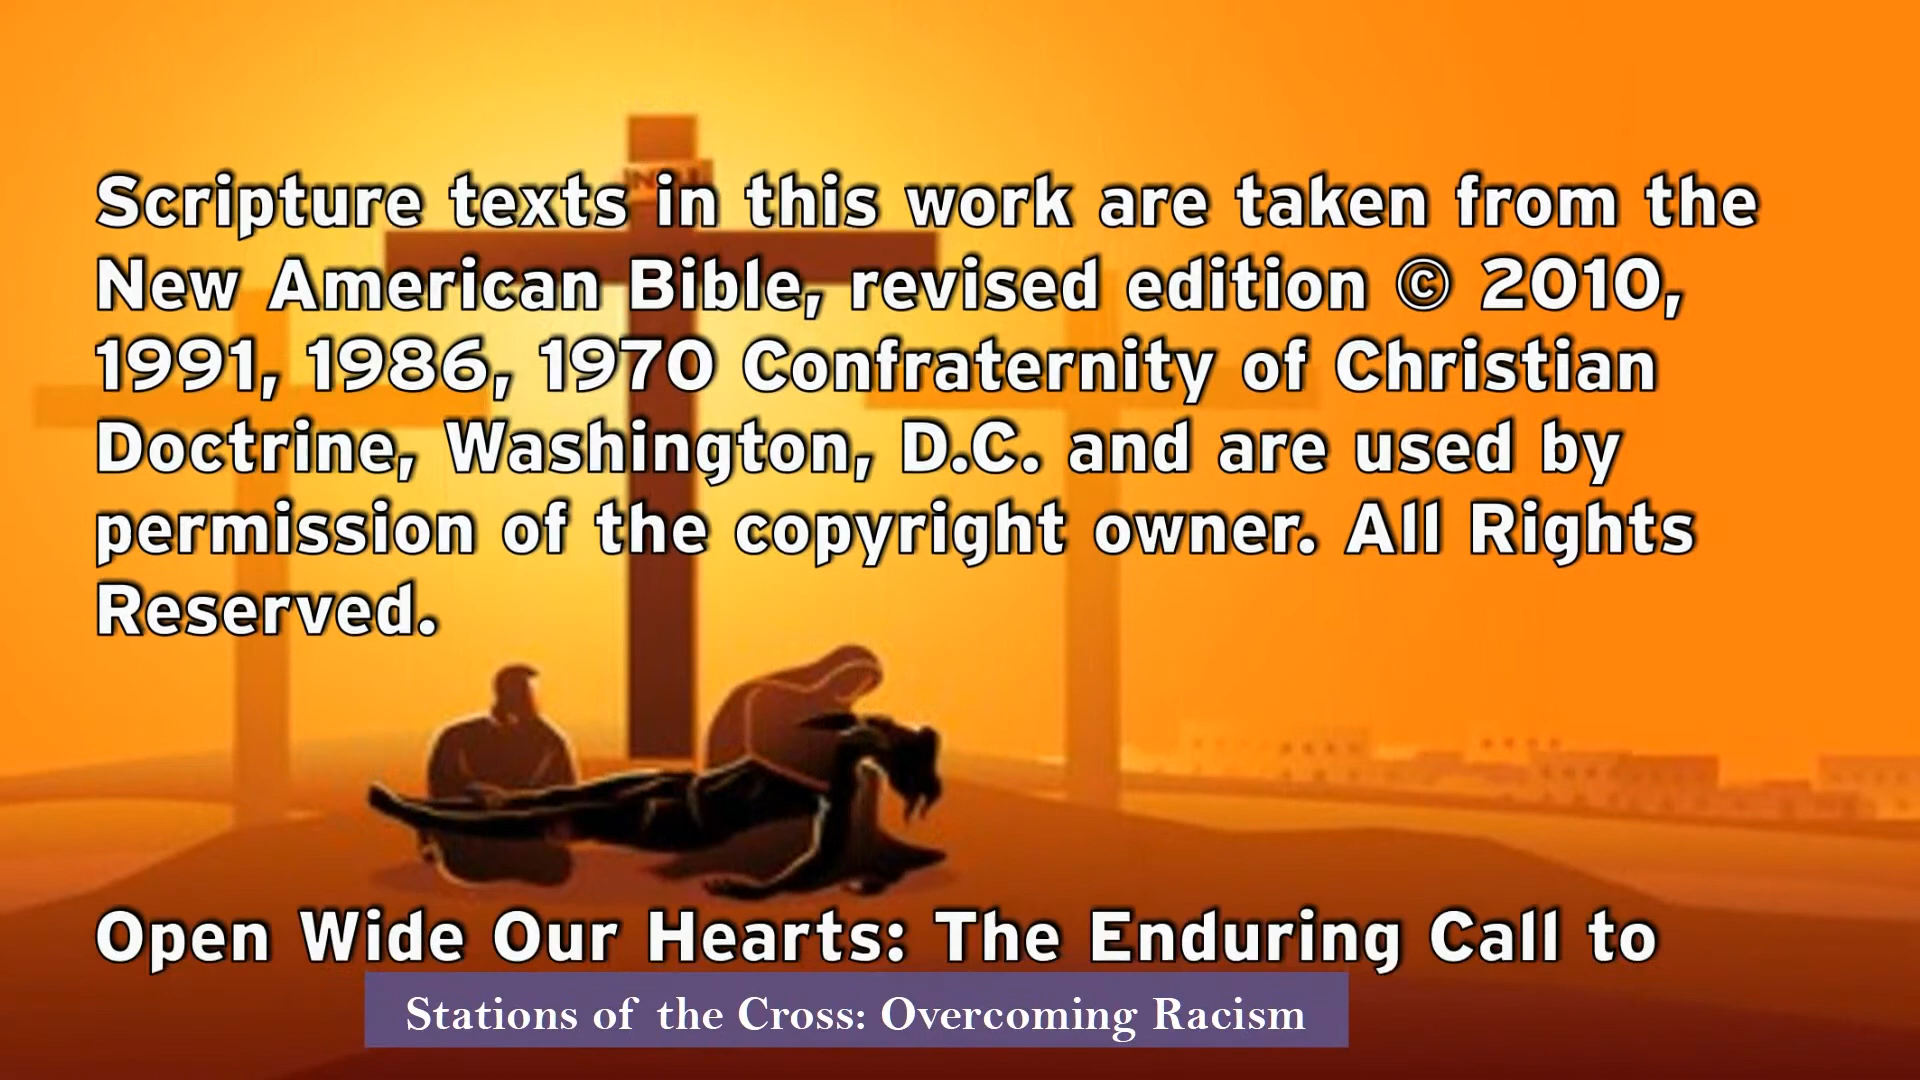 Scripture texts in this work are taken from the
New American Bible, revised edition © 2010,
1991, 1986, 1970 Confraternity of Christian
Doctrine, Washington, D.C. and are used by
permission of the copyright owner. All Rights
Reserved.
Open Wide Our Hearts: The Enduring Call to
Stations of the Cross: Overcoming Racism